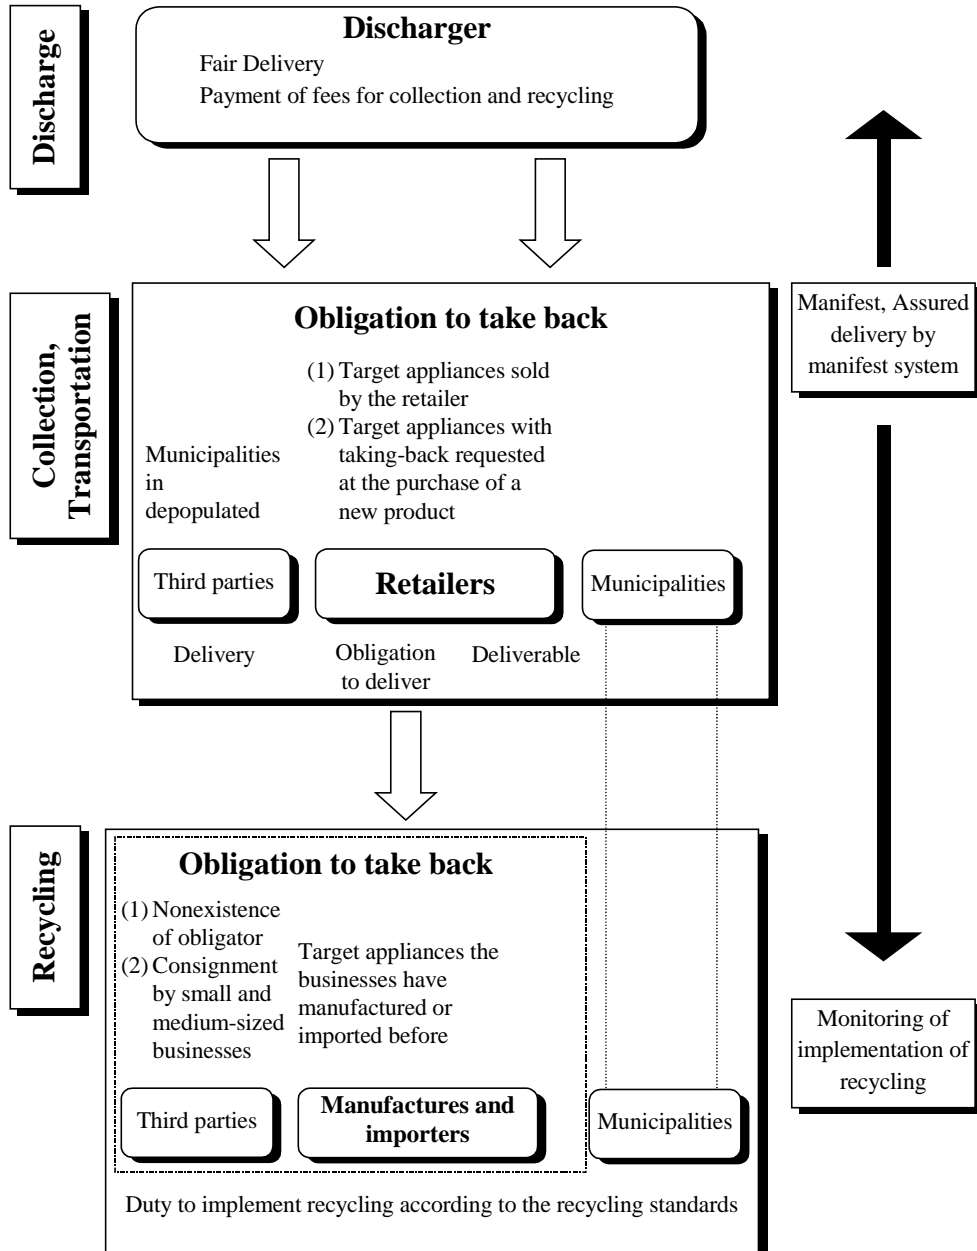 Discharge
Discharger
Fair Delivery
Payment of fees for collection and recycling
Collection,
Transportation
Obligation to take back
(1) Target appliances sold
by the retailer
(2) Target appliances with
taking-back requested
at the purchase of a
new product
Municipalities
in
depopulated
Third parties
Retailers
Municipalities
Delivery
Obligation
to deliver
Deliverable
Manifest, Assured
delivery by
manifest system
Recycling
Obligation to take back
(1) Nonexistence
of obligator
(2) Consignment
by small and
medium-sized
businesses
Target appliances the
businesses have
manufactured or
imported before
Third parties
Manufactures and
importers
Municipalities
Duty to implement recycling according to the recycling standards
Monitoring of
implementation of
recycling